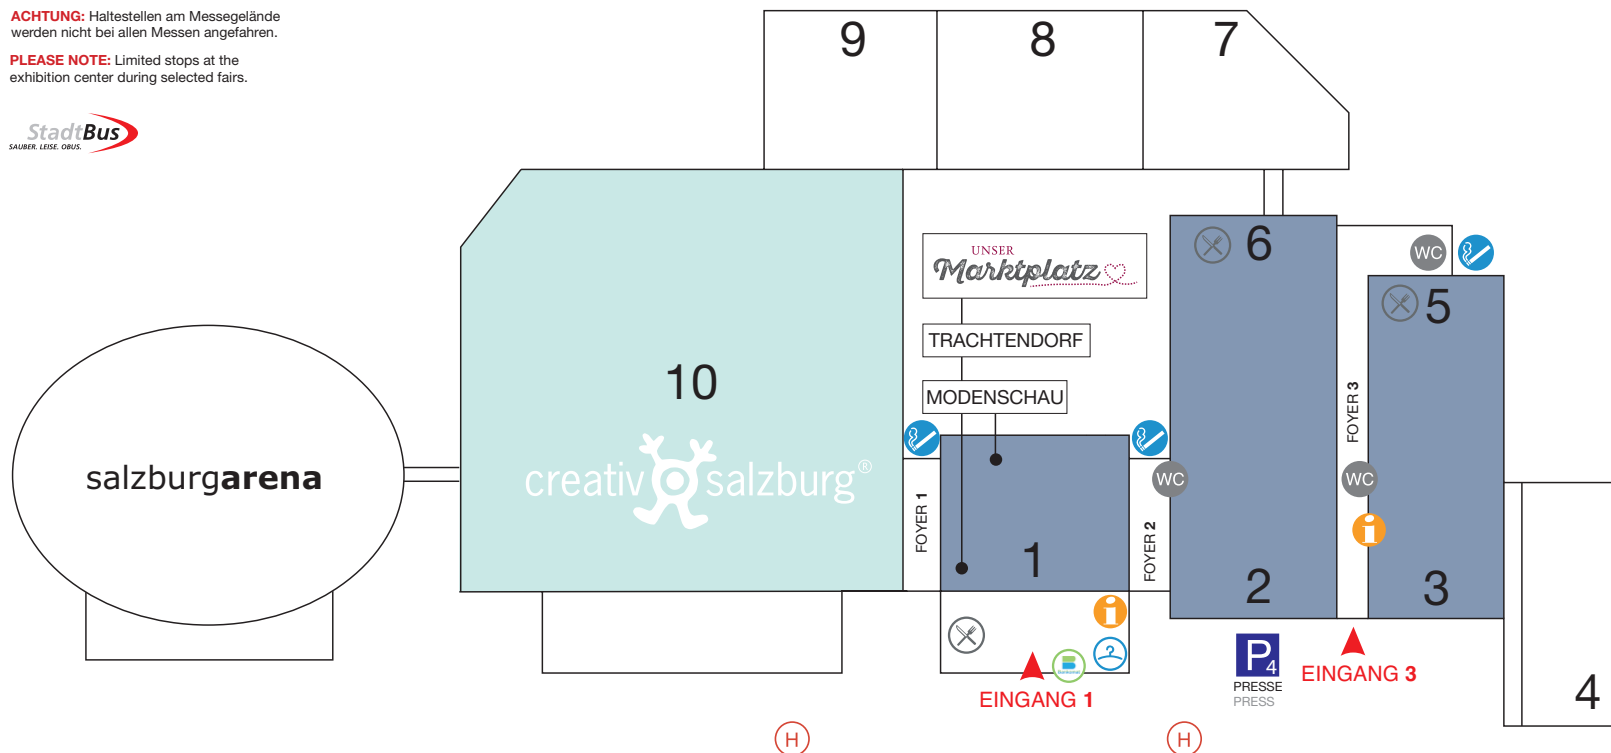 ACHTUNG: Haltestellen am Messegelände
werden nicht bei allen Messen angefahren.
PLEASE NOTE: Limited stops at the
exhibition center during selected fairs.
StadtBus
SAUBER. LEISE. OBUS.
9
8
7
6
WC
5
UNSER
Marktplatz
TRACHTENDORF
MODENSCHAU
10
creativ salzburg®
salzburgarena
FOYER 1
1
FOYER 2
WC
FOYER 3
WC
i
2
3
i
?
Bankomat
EINGANG 1
P4
PRESSE
PRESS
EINGANG 3
4
H
H